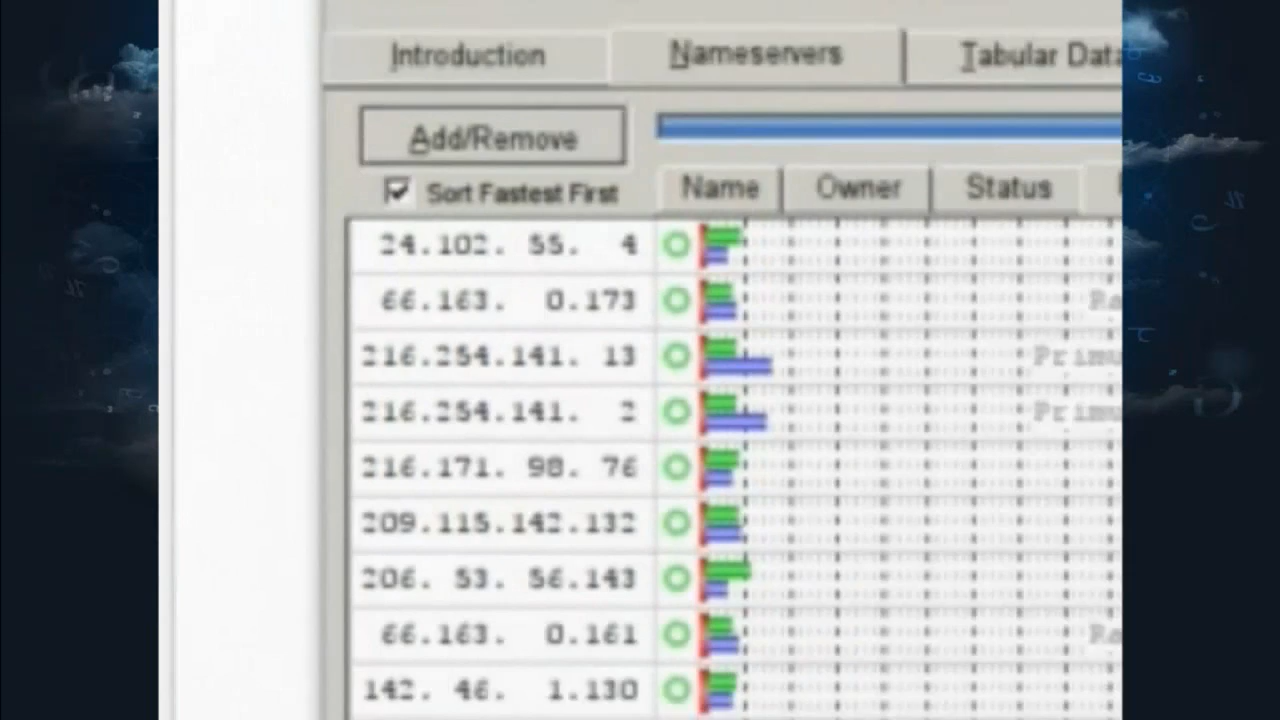 Introduction Nameservers Tabular Data
Add/Remove
Sort Fastest First Name Owner Status
24.102. 55. 4
66.163. 0.173
216.254.141. 13
216.254.141. 2
216.171. 98. 76
209.115.142.132
206. 53. 56.143
66.163. 0.161
142. 46. 1.130